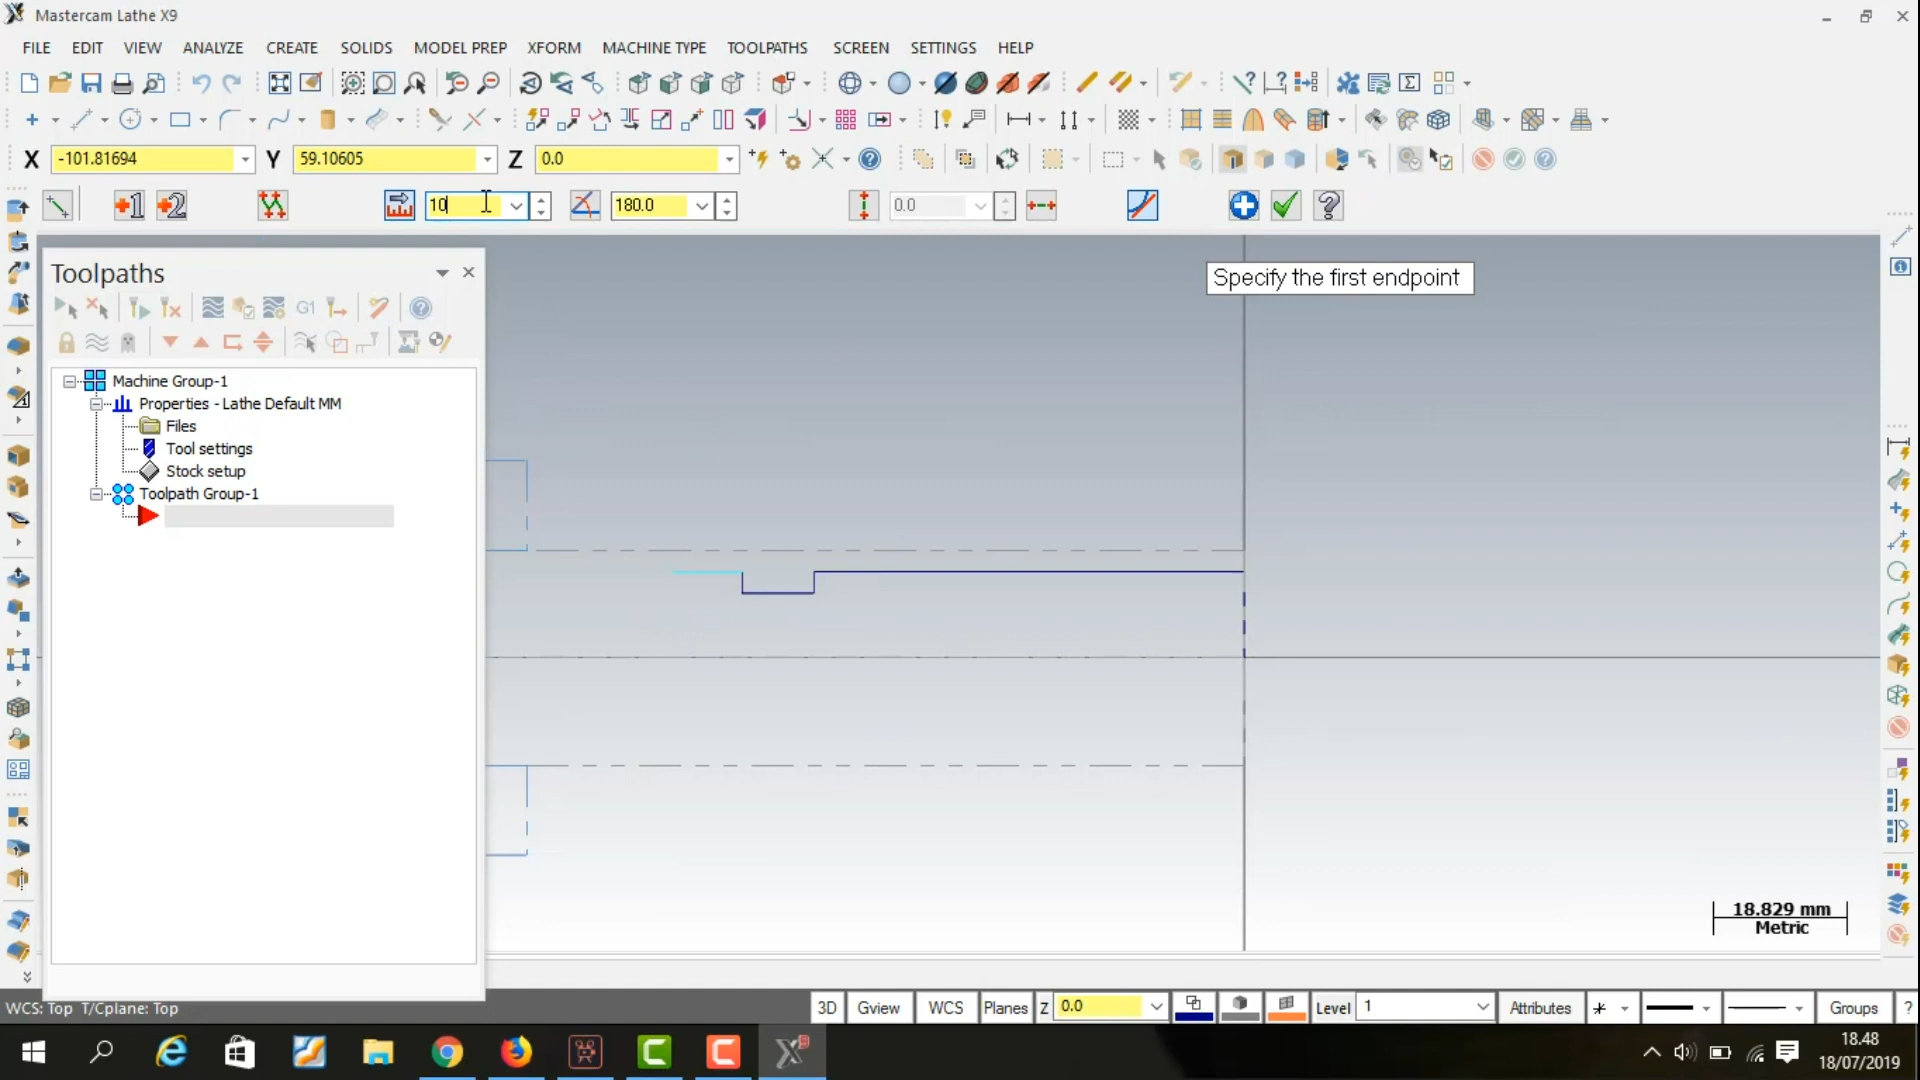 Mastercam Lathe X9
FILE EDIT VIEW ANALYZE CREATE SOLIDS MODEL PREP XFORM MACHINE TYPE TOOLPATHS SCREEN SETTINGS HELP
X -101.81694 Y 59.10605 Z 0.0
+1 +2 10 180.0 0.0
Specify the first endpoint
Toolpaths
G1
Machine Group-1
Properties - Lathe Default MM
Files
Tool settings
Stock setup
Toolpath Group-1
18.829 mm
Metric
WCS: Top T/Cplane: Top
3D Gview WCS Planes Z 0.0 Level 1 Attributes Groups ?
18.48
18/07/2019